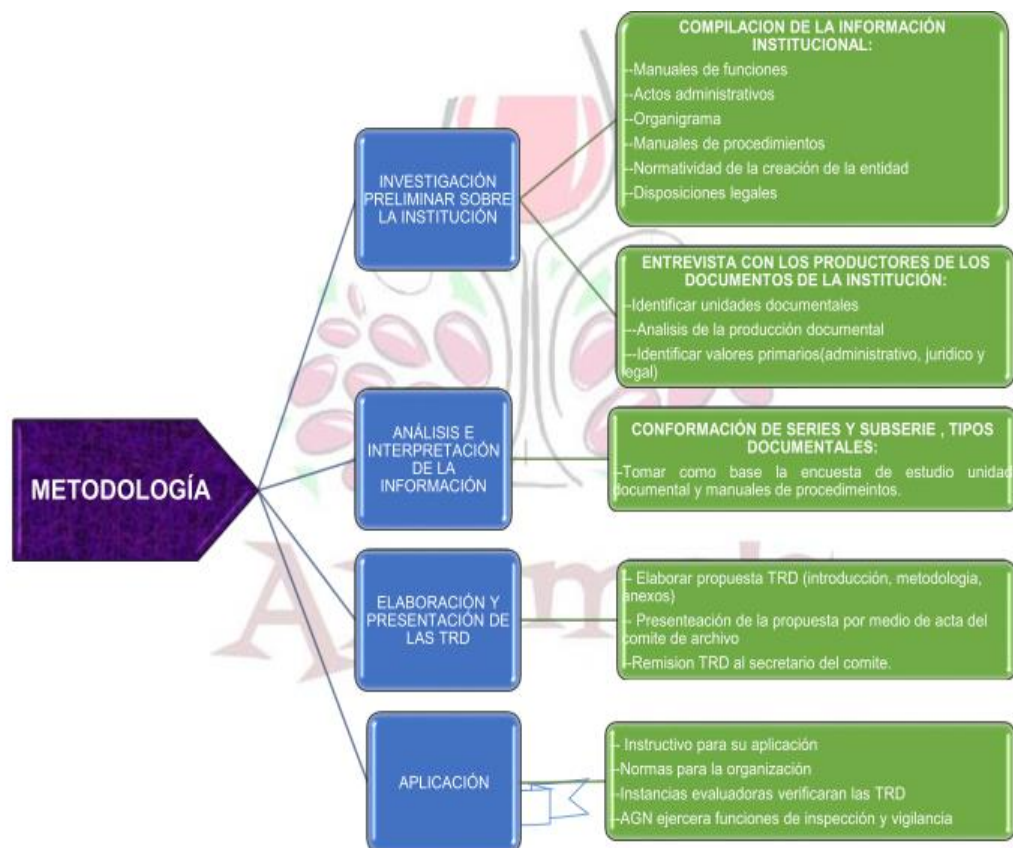 METODOLOGÍA
INVESTIGACIÓN
PRELIMINAR SOBRE
LA INSTITUCIÓN
COMPILACION DE LA INFORMACIÓN
INSTITUCIONAL:
--Manuales de funciones
--Actos administrativos
--Organigrama
--Manuales de procedimientos
--Normatividad de la creación de la entidad
--Disposiciones legales
ENTREVISTA CON LOS PRODUCTORES DE LOS
DOCUMENTOS DE LA INSTITUCIÓN:
--Identificar unidades documentales
--Analisis de la producción documental
--Identificar valores primarios(administrativo, juridico y
legal)
ANÁLISIS E
INTERPRETACIÓN
DE LA
INFORMACIÓN
CONFORMACIÓN DE SERIES Y SUBSERIE , TIPOS
DOCUMENTALES:
--Tomar como base la encuesta de estudio unidad
documental y manuales de procedimeintos.
ELABORACIÓN Y
PRESENTACIÓN DE
LAS TRD
-- Elaborar propuesta TRD (introducción, metodologia,
anexos)
-- Presenteación de la propuesta por medio de acta del
comite de archivo
--Remision TRD al secretario del comite.
APLICACIÓN
-- Instructivo para su aplicación
--Normas para la organización
--Instancias evaluadoras verificaran las TRD
--AGN ejercera funciones de inspección y vigilancia